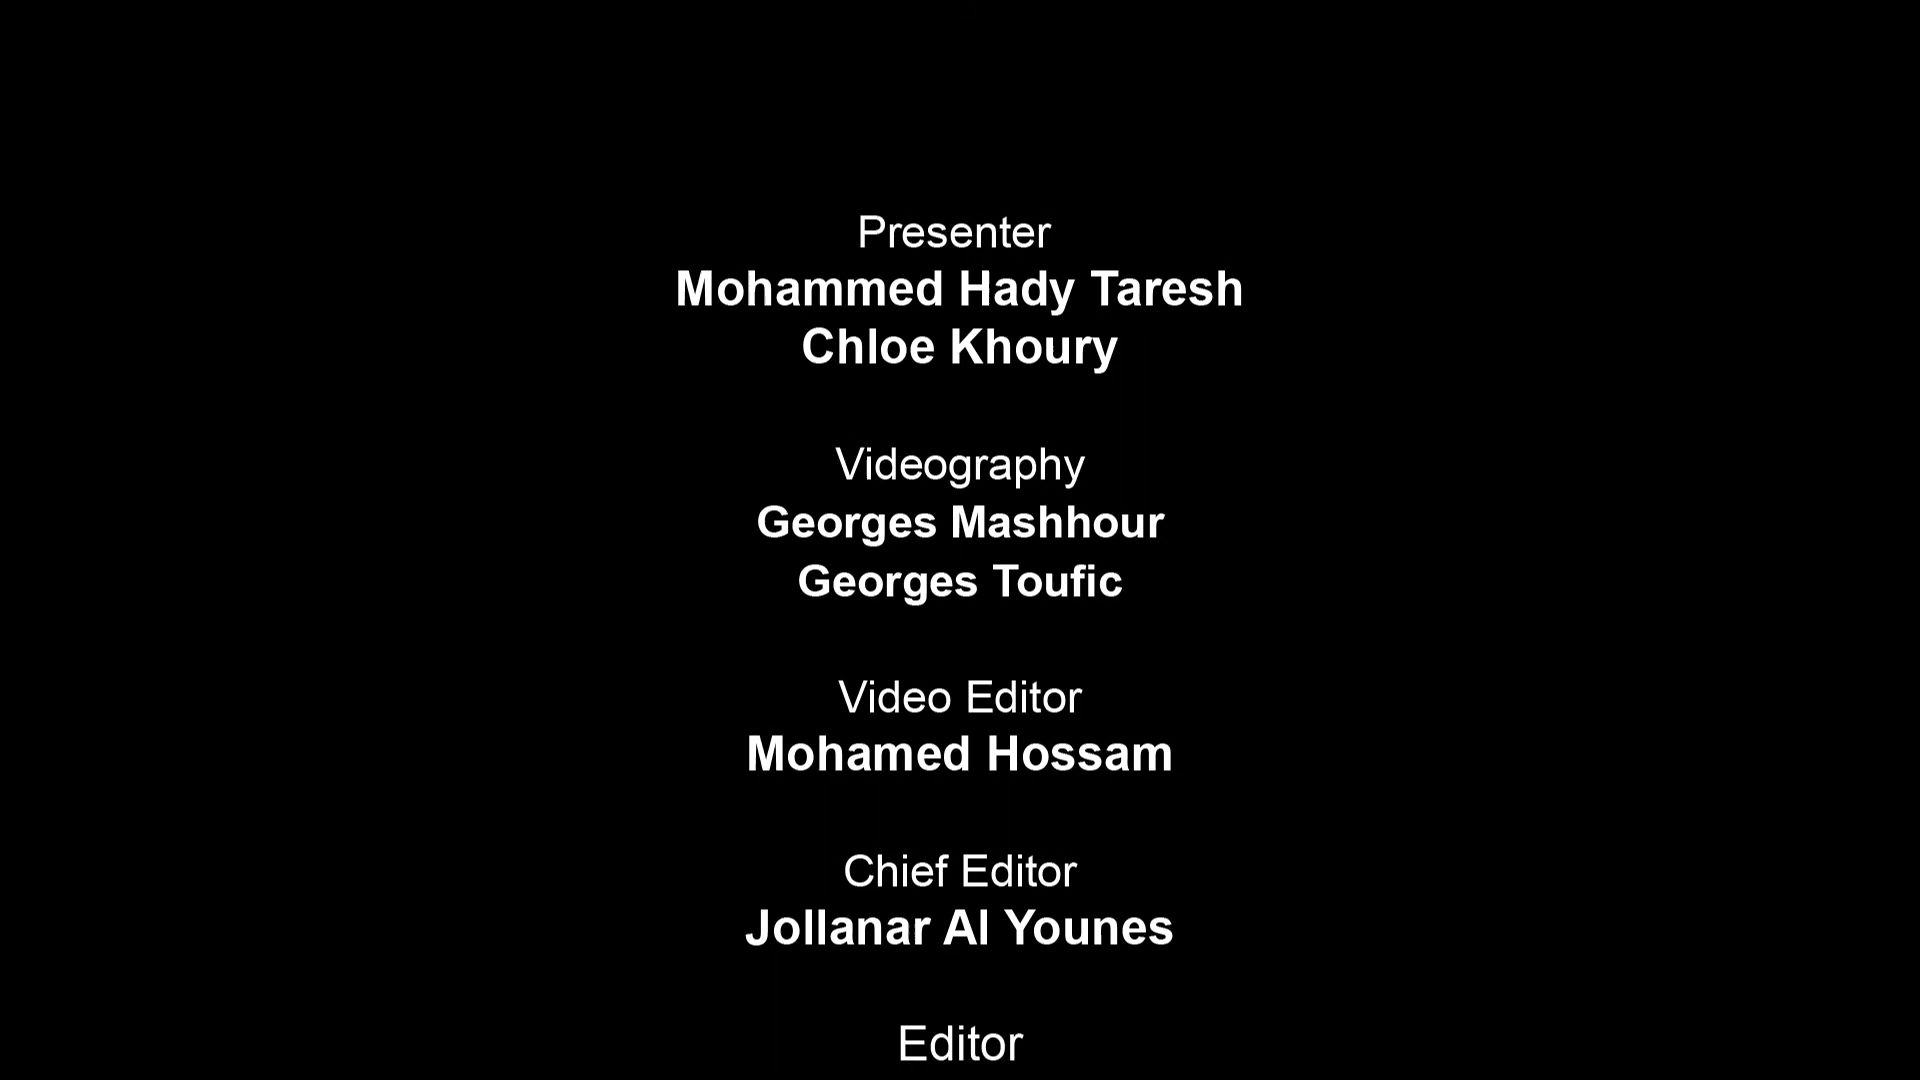 Presenter
Mohammed Hady Taresh
Chloe Khoury
Videography
Georges Mashhour
Georges Toufic
Video Editor
Mohamed Hossam
Chief Editor
Jollanar Al Younes
Editor